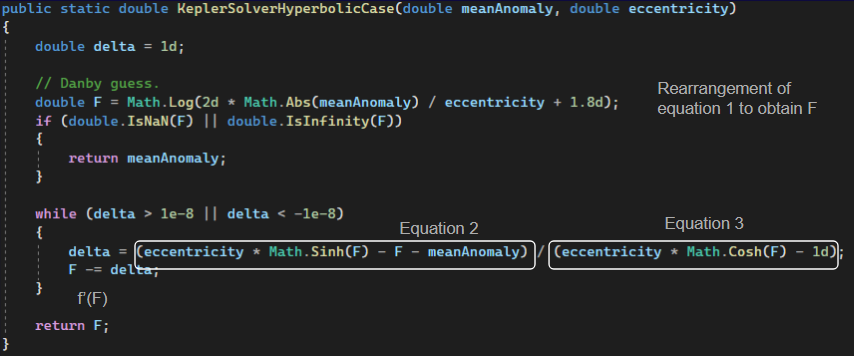 public static double KeplerSolverHyperbolicCase(double meanAnomaly, double eccentricity)
{
    double delta = 1d;
    // Danby guess.
    double F = Math.Log(2d * Math.Abs(meanAnomaly) / eccentricity + 1.8d);
    if (double.IsNaN(F) || double.IsInfinity(F))
    {
        return meanAnomaly;
    }
Rearrangement of
equation 1 to obtain F
    while (delta > 1e-8 || delta < -1e-8)
    {
Equation 2
Equation 3
        delta = (eccentricity * Math.Sinh(F) - F - meanAnomaly) / (eccentricity * Math.Cosh(F) - 1d);
        F -= delta;
    }
f'(F)
    return F;
}